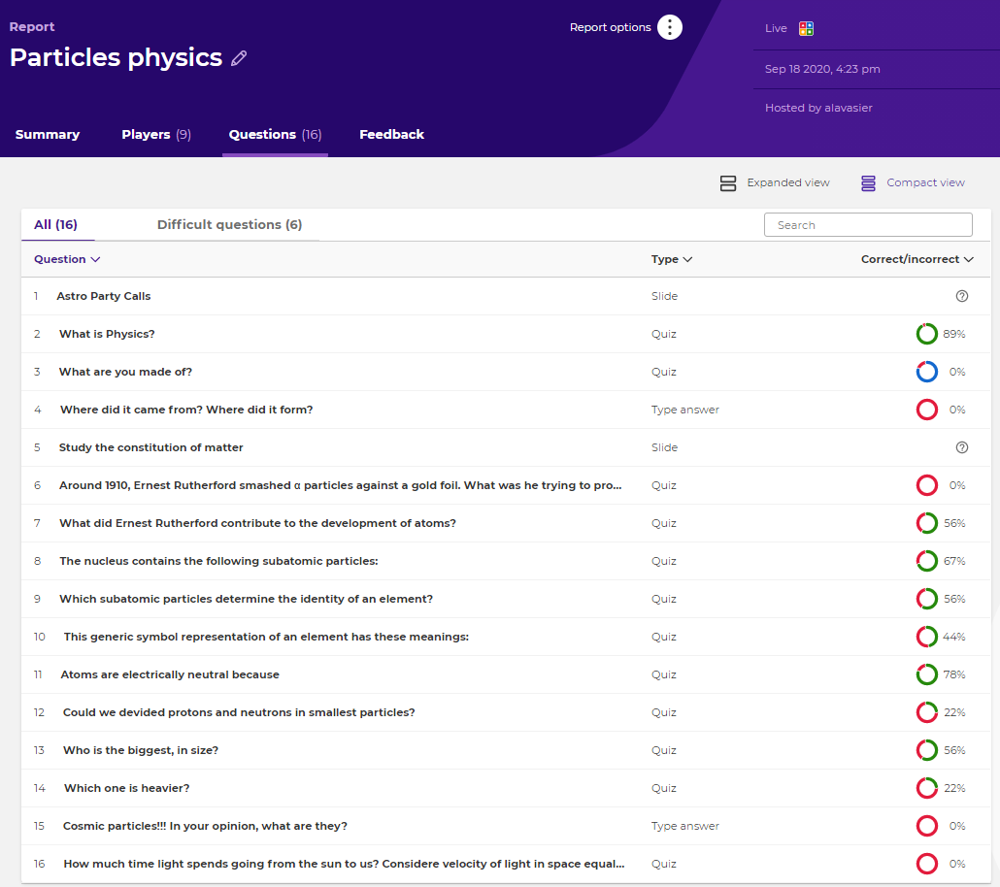 Report
Report options
Particles physics
Live
Sep 18 2020, 4:23 pm
Hosted by alavasier
Summary Players (9) Questions (16) Feedback
Expanded view Compact view
All (16) Difficult questions (6) Search
Question Type Correct/incorrect
1 Astro Party Calls Slide
2 What is Physics? Quiz 89%
3 What are you made of? Quiz 0%
4 Where did it came from? Where did it form? Type answer 0%
5 Study the constitution of matter Slide
6 Around 1910, Ernest Rutherford smashed α particles against a gold foil. What was he trying to pro... Quiz 0%
7 What did Ernest Rutherford contribute to the development of atoms? Quiz 56%
8 The nucleus contains the following subatomic particles: Quiz 67%
9 Which subatomic particles determine the identity of an element? Quiz 56%
10 This generic symbol representation of an element has these meanings: Quiz 44%
11 Atoms are electrically neutral because Quiz 78%
12 Could we devided protons and neutrons in smallest particles? Quiz 22%
13 Who is the biggest, in size? Quiz 56%
14 Which one is heavier? Quiz 22%
15 Cosmic particles!!! In your opinion, what are they? Type answer 0%
16 How much time light spends going from the sun to us? Considere velocity of light in space equal... Quiz 0%